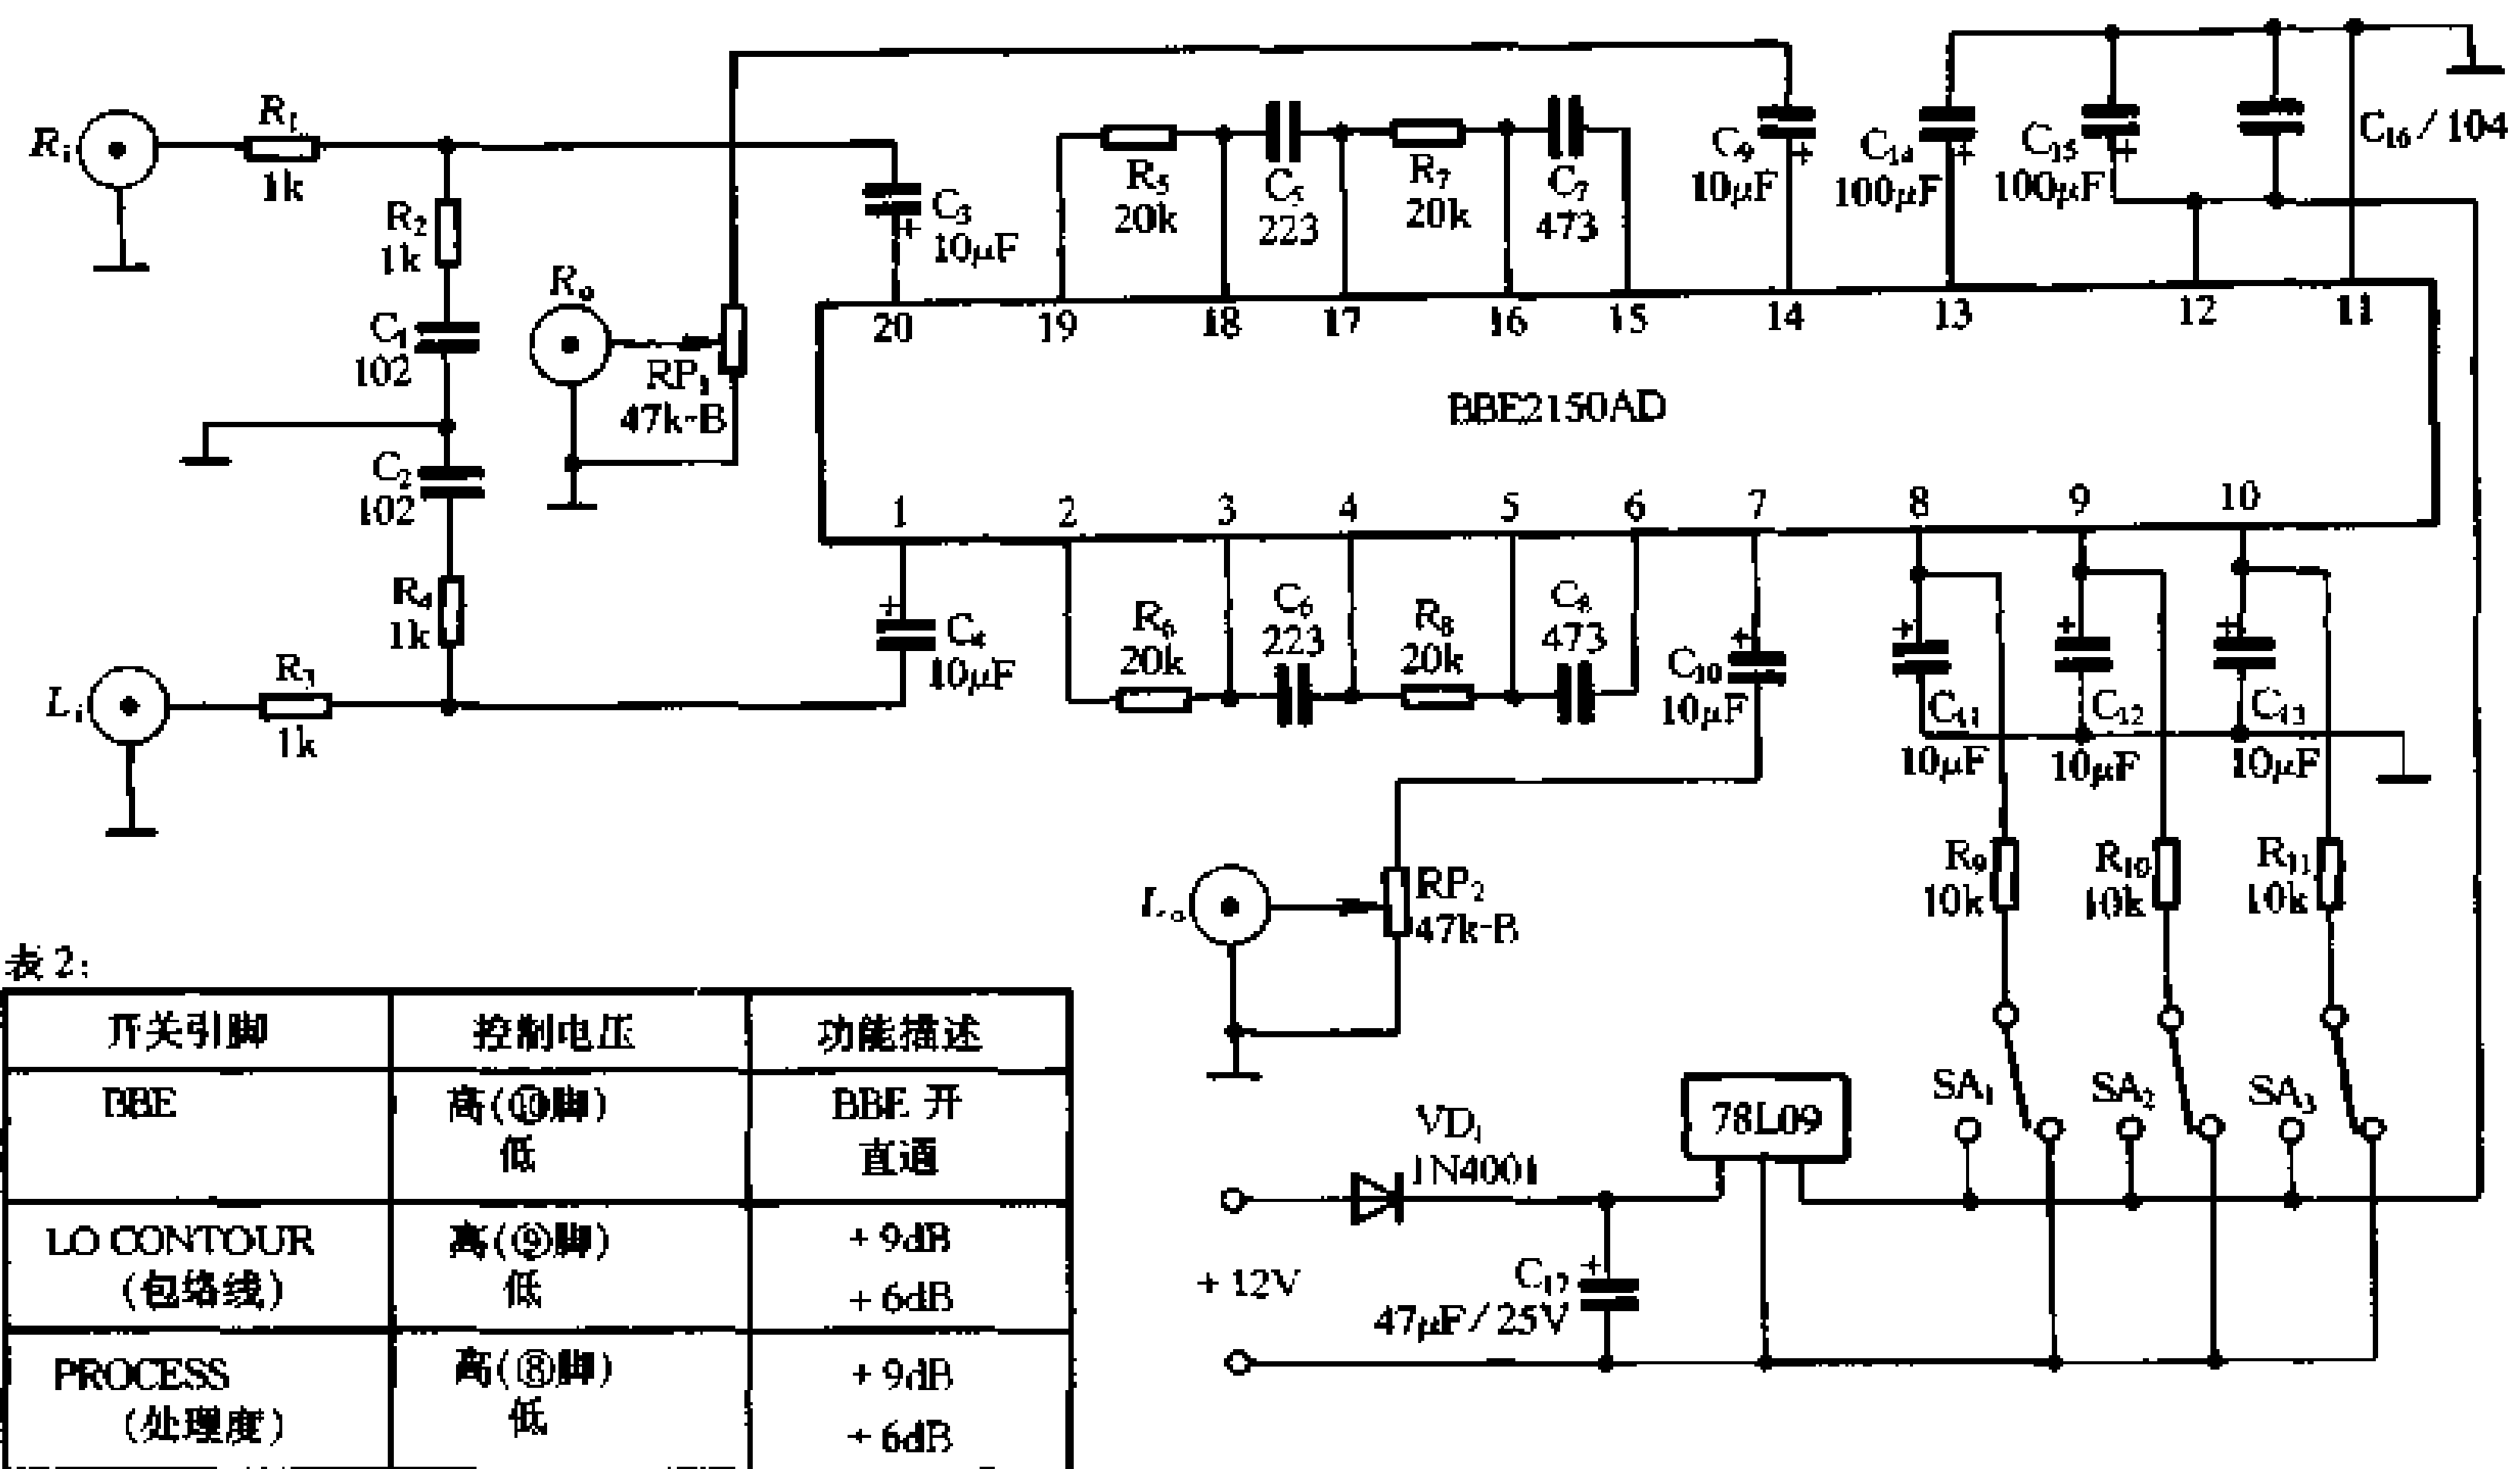 Ri
R1
1k
R2
1k
C1
102
C2
102
R4
1k
Li
R3
1k
Ro
RP1
47k-B
C3
10μF
R5
20k
C5
223
R7
20k
C7
473
C9
10μF
C14
100μF
C15
100μF
C16/104
20 19 18 17 16 15 14 13 12 11
BBE2150AD
1 2 3 4 5 6 7 8 9 10
C4
10μF
R6
20k
C6
223
R8
20k
C8
473
C10
10μF
C11
10μF
C12
10μF
C13
10μF
R9
10k
R10
10k
R11
10k
Lo
RP2
47k-B
SA1
SA2
SA3
VD1
1N4001
78L09
+12V
C17
47μF/25V
表2:
开关引脚 控制电压 功能描述
BBE 高(⑩脚) BBE 开
低 直通
LO CONTOUR 高(⑨脚) +9dB
(包络线) 低 +6dB
PROCESS 高(⑧脚) +9dB
(处理度) 低 +6dB